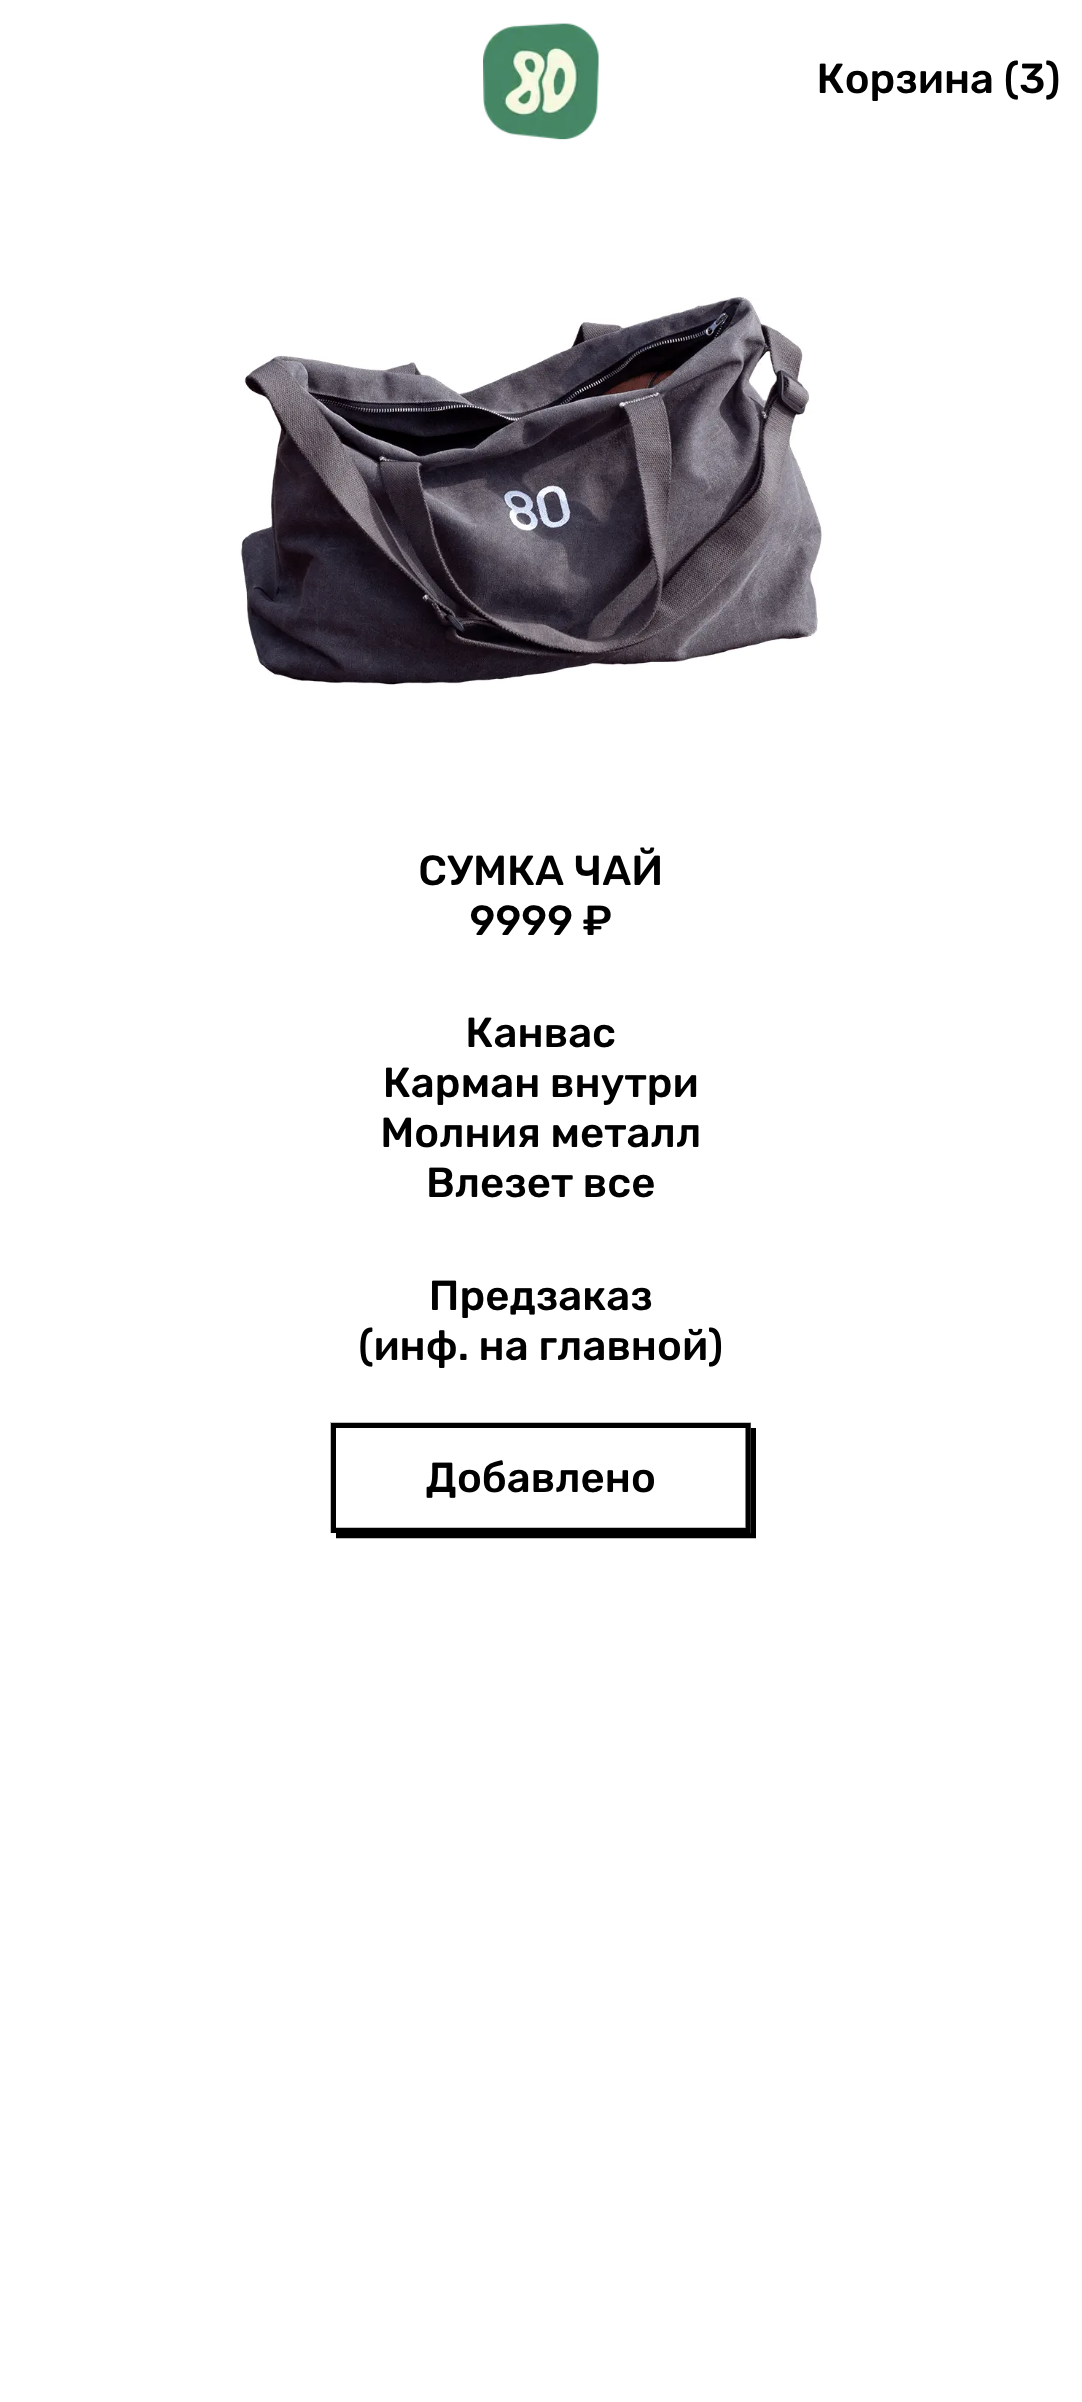 80
Корзина (3)
80
СУМКА ЧАЙ
9999 ₽
Канвас
Карман внутри
Молния металл
Влезет все
Предзаказ
(инф. на главной)
Добавлено